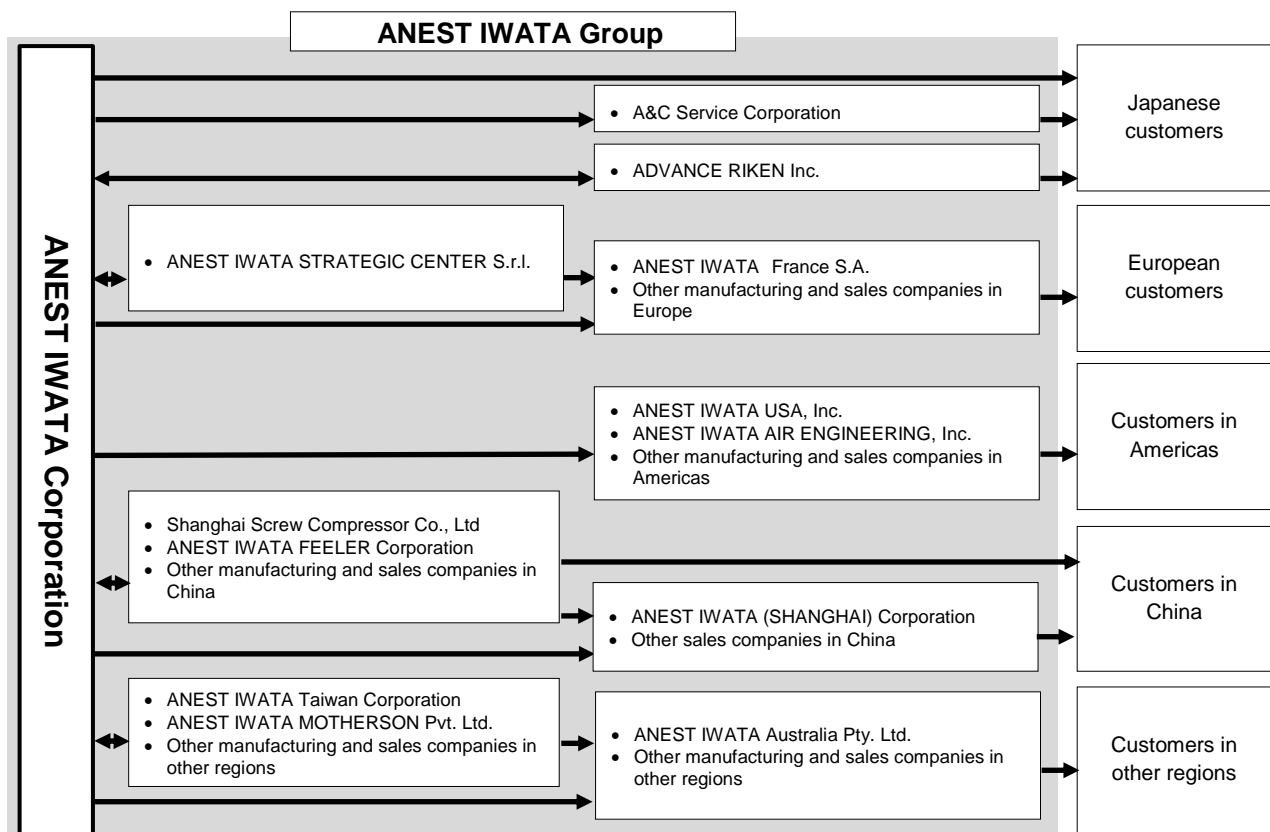 ANEST IWATA Group
ANEST IWATA Corporation
• A&C Service Corporation
• ADVANCE RIKEN Inc.
Japanese
customers
• ANEST IWATA STRATEGIC CENTER S.r.l.
• ANEST IWATA France S.A.
• Other manufacturing and sales companies in
Europe
European
customers
• ANEST IWATA USA, Inc.
• ANEST IWATA AIR ENGINEERING, Inc.
• Other manufacturing and sales companies in
Americas
Customers in
Americas
• Shanghai Screw Compressor Co., Ltd
• ANEST IWATA FEELER Corporation
• Other manufacturing and sales companies in
China
• ANEST IWATA (SHANGHAI) Corporation
• Other sales companies in China
Customers in
China
• ANEST IWATA Taiwan Corporation
• ANEST IWATA MOTHERSON Pvt. Ltd.
• Other manufacturing and sales companies in
other regions
• ANEST IWATA Australia Pty. Ltd.
• Other manufacturing and sales companies in
other regions
Customers in
other regions